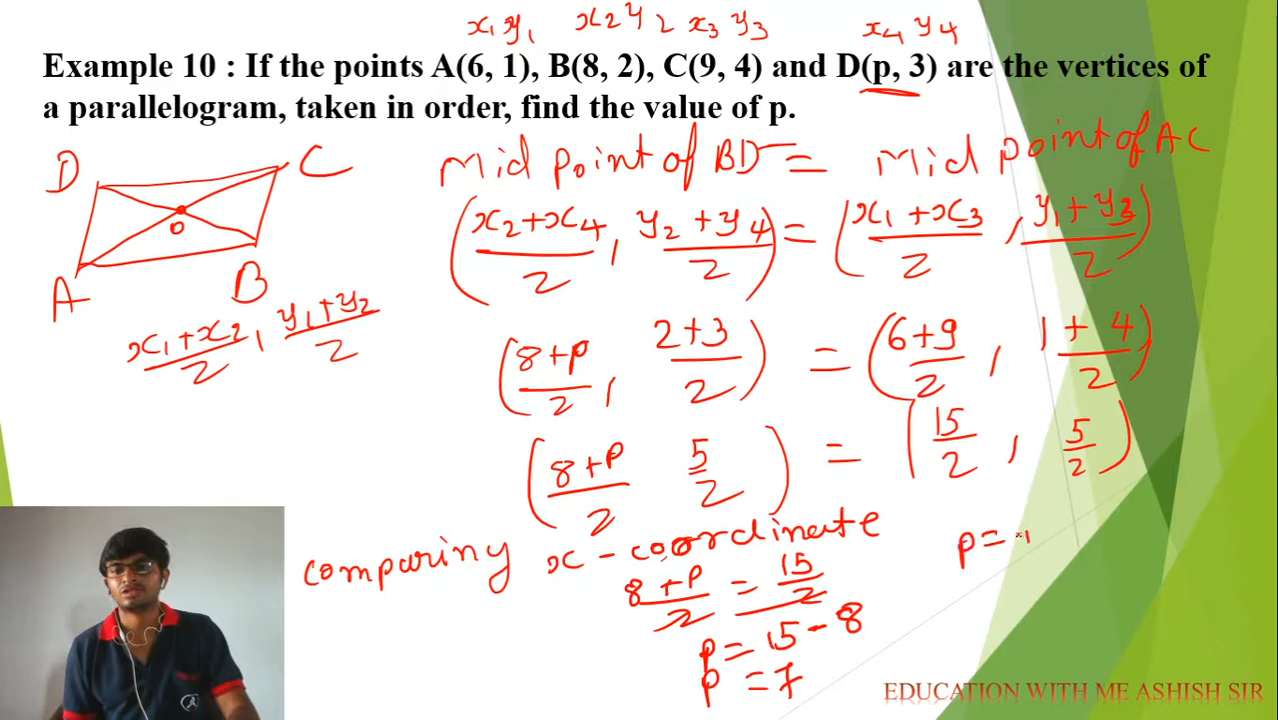 x₁ y₁ x₂ y₂ x₃ y₃ x₄ y₄
Example 10 : If the points A(6, 1), B(8, 2), C(9, 4) and D(p, 3) are the vertices of
a parallelogram, taken in order, find the value of p.
D C
O
A B
x₁+x₂/2, y₁+y₂/2
Mid point of BD = Mid point of AC
(x₂+x₄/2, y₂+y₄/2) = (x₁+x₃/2, y₁+y₃/2)
(8+p/2, 2+3/2) = (6+9/2, 1+4/2)
(8+p/2 5/2) = (15/2, 5/2)
comparing x-coordinate
8+p/2 = 15/2
p = 15-8
p = 7
p =
EDUCATION WITH ME ASHISH SIR